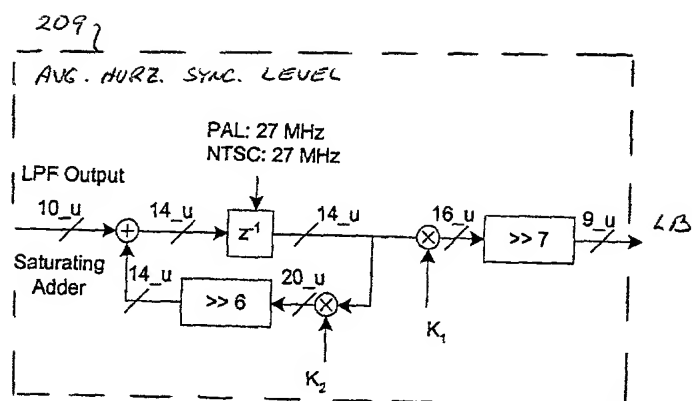 209
AVG. HORZ. SYNC. LEVEL
PAL: 27 MHz
NTSC: 27 MHz
LPF Output
10_u
14_u
z⁻¹
14_u
16_u
>> 7
9_u
LB
Saturating
Adder
14_u
>> 6
20_u
K₁
K₂